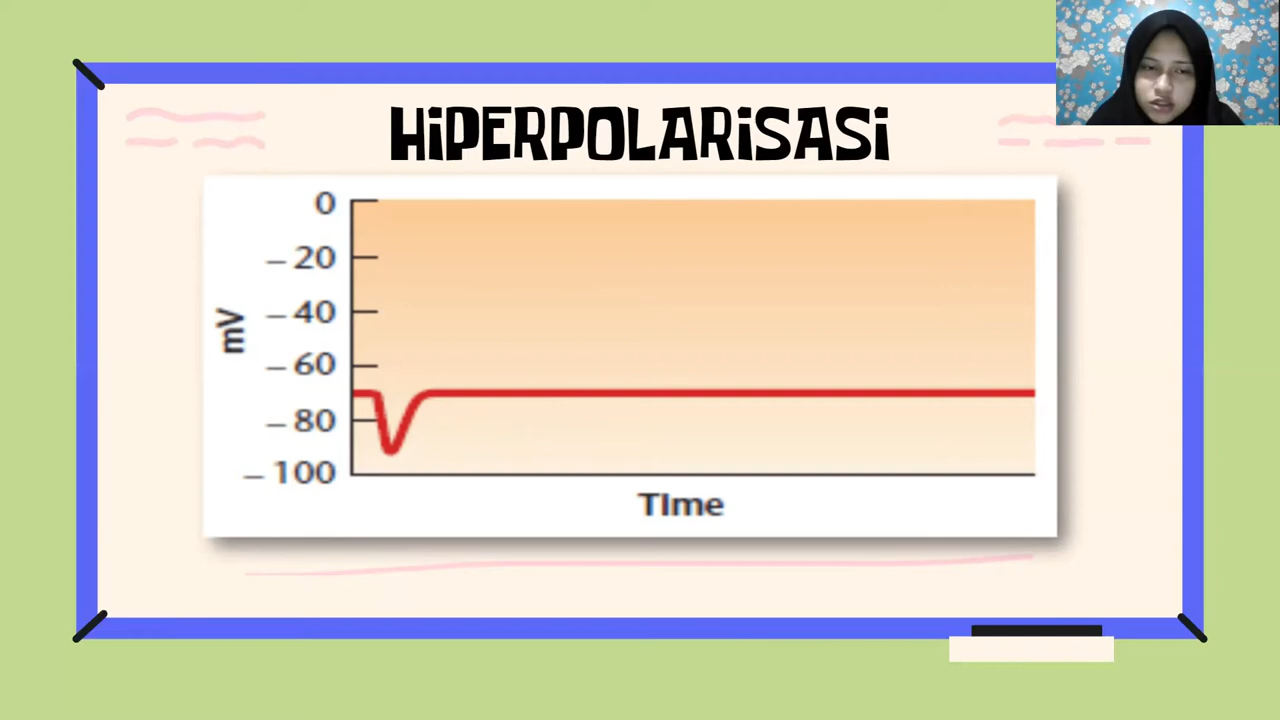 HiPERPOLARiSASi
0
– 20
– 40
– 60
– 80
– 100
mV
TIme